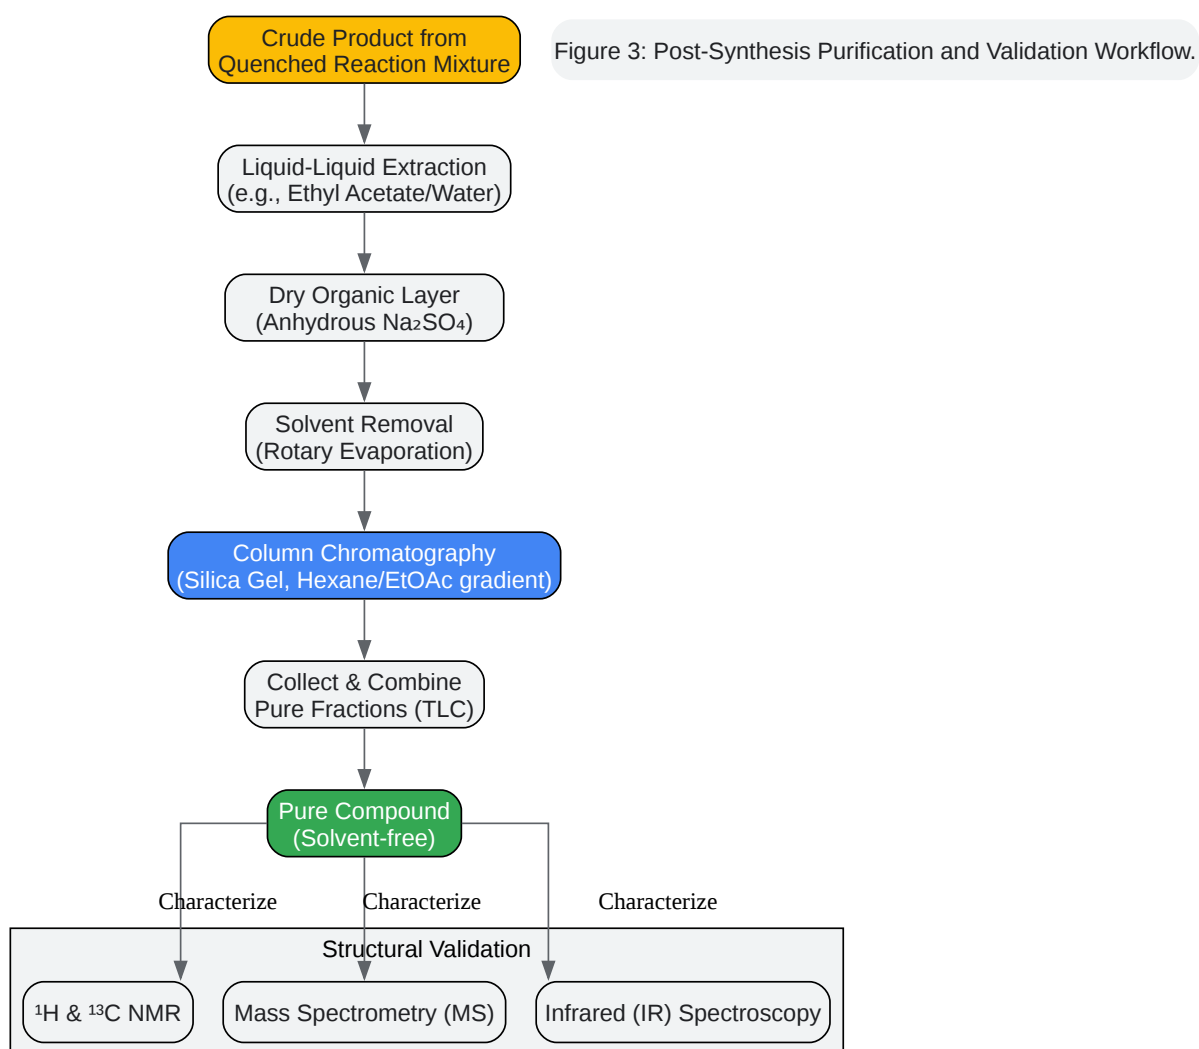 Crude Product from
Quenched Reaction Mixture
Figure 3: Post-Synthesis Purification and Validation Workflow.
Liquid-Liquid Extraction
(e.g., Ethyl Acetate/Water)
Dry Organic Layer
(Anhydrous Na₂SO₄)
Solvent Removal
(Rotary Evaporation)
Column Chromatography
(Silica Gel, Hexane/EtOAc gradient)
Collect & Combine
Pure Fractions (TLC)
Pure Compound
(Solvent-free)
Characterize
Characterize
Characterize
Structural Validation
¹H & ¹³C NMR
Mass Spectrometry (MS)
Infrared (IR) Spectroscopy